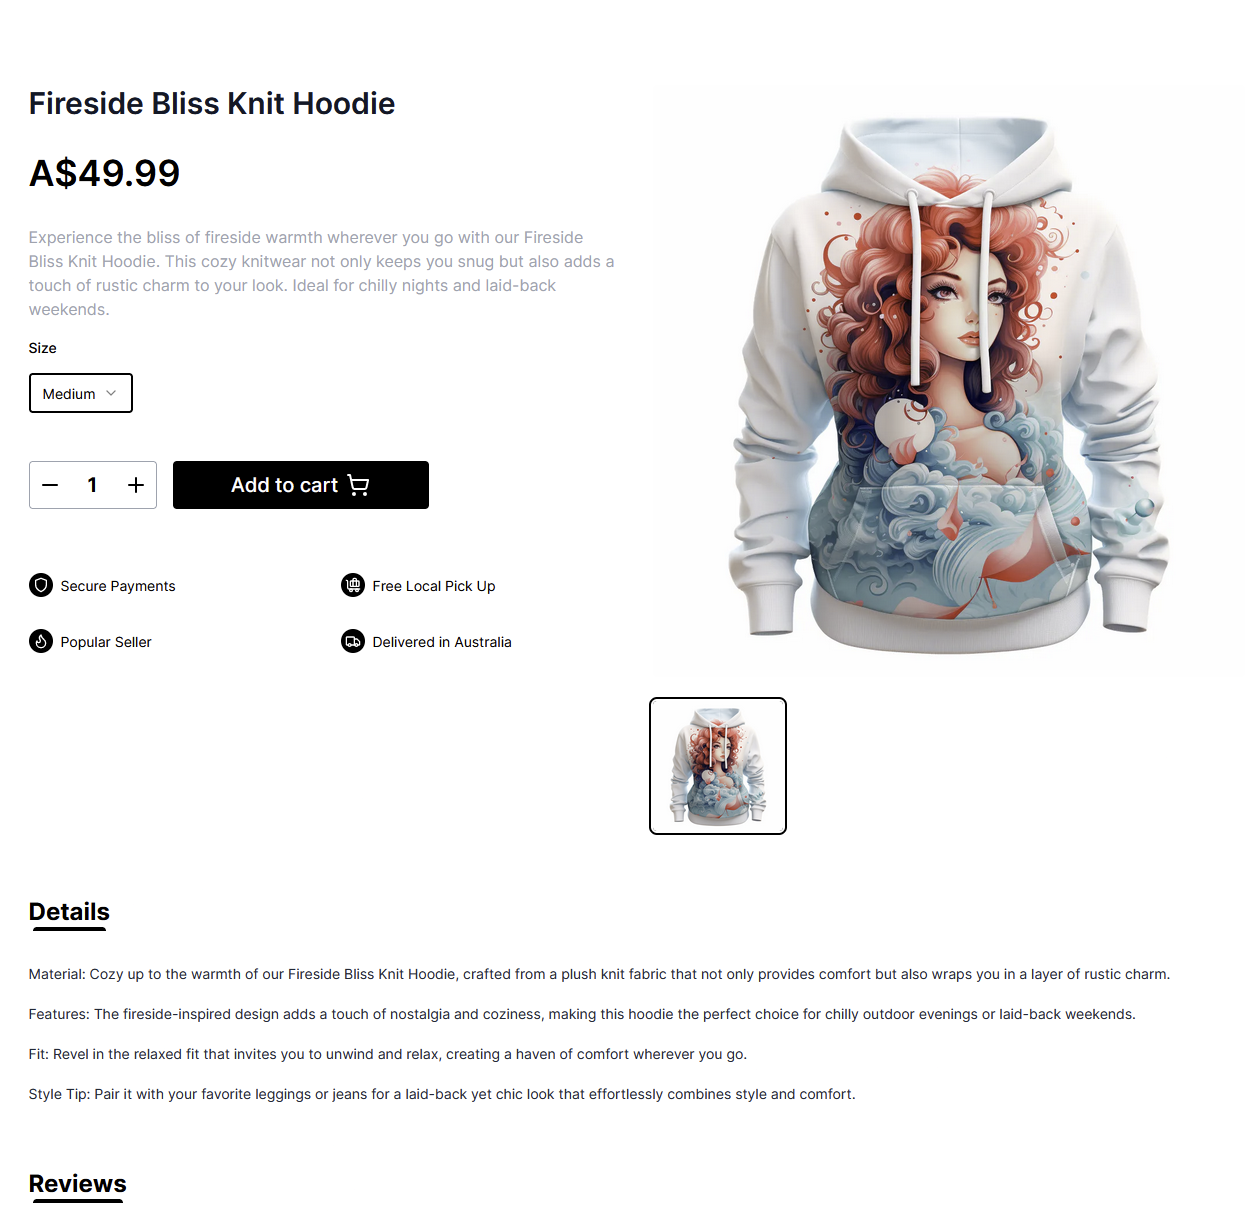 Fireside Bliss Knit Hoodie
A$49.99
Experience the bliss of fireside warmth wherever you go with our Fireside
Bliss Knit Hoodie. This cozy knitwear not only keeps you snug but also adds a
touch of rustic charm to your look. Ideal for chilly nights and laid-back
weekends.
Size
Medium
1
Add to cart
Secure Payments
Free Local Pick Up
Popular Seller
Delivered in Australia
Details
Material: Cozy up to the warmth of our Fireside Bliss Knit Hoodie, crafted from a plush knit fabric that not only provides comfort but also wraps you in a layer of rustic charm.
Features: The fireside-inspired design adds a touch of nostalgia and coziness, making this hoodie the perfect choice for chilly outdoor evenings or laid-back weekends.
Fit: Revel in the relaxed fit that invites you to unwind and relax, creating a haven of comfort wherever you go.
Style Tip: Pair it with your favorite leggings or jeans for a laid-back yet chic look that effortlessly combines style and comfort.
Reviews